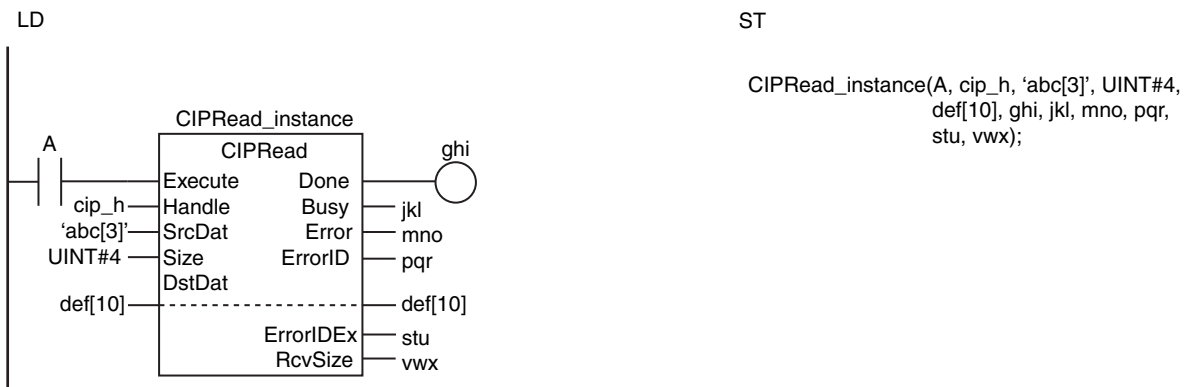 LD
ST
CIPRead_instance(A, cip_h, ‘abc[3]’, UINT#4,
def[10], ghi, jkl, mno, pqr,
stu, vwx);
CIPRead_instance
A
CIPRead
ghi
Execute Done
cip_h Handle Busy jkl
‘abc[3]’ SrcDat Error mno
UINT#4 Size ErrorID pqr
DstDat
def[10] def[10]
ErrorIDEx stu
RcvSize vwx